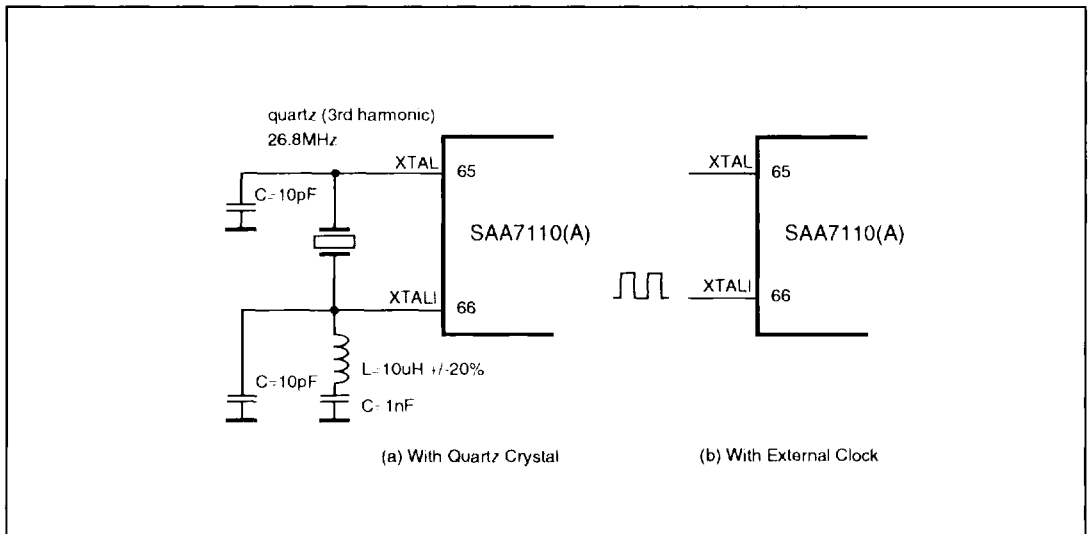 quartz (3rd harmonic)
26.8MHz
XTAL
65
C=10pF
SAA7110(A)
XTALI
66
L=10uH +/-20%
C=10pF
C=1nF
(a) With Quartz Crystal
XTAL
65
SAA7110(A)
XTALI
66
(b) With External Clock